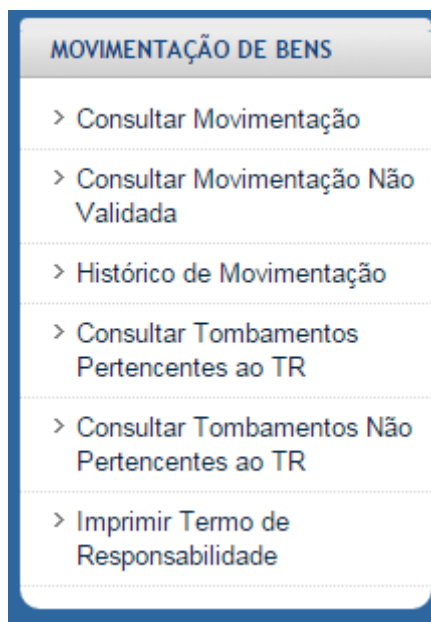 MOVIMENTAÇÃO DE BENS
> Consultar Movimentação
> Consultar Movimentação Não
Validada
> Histórico de Movimentação
> Consultar Tombamentos
Pertencentes ao TR
> Consultar Tombamentos Não
Pertencentes ao TR
> Imprimir Termo de
Responsabilidade